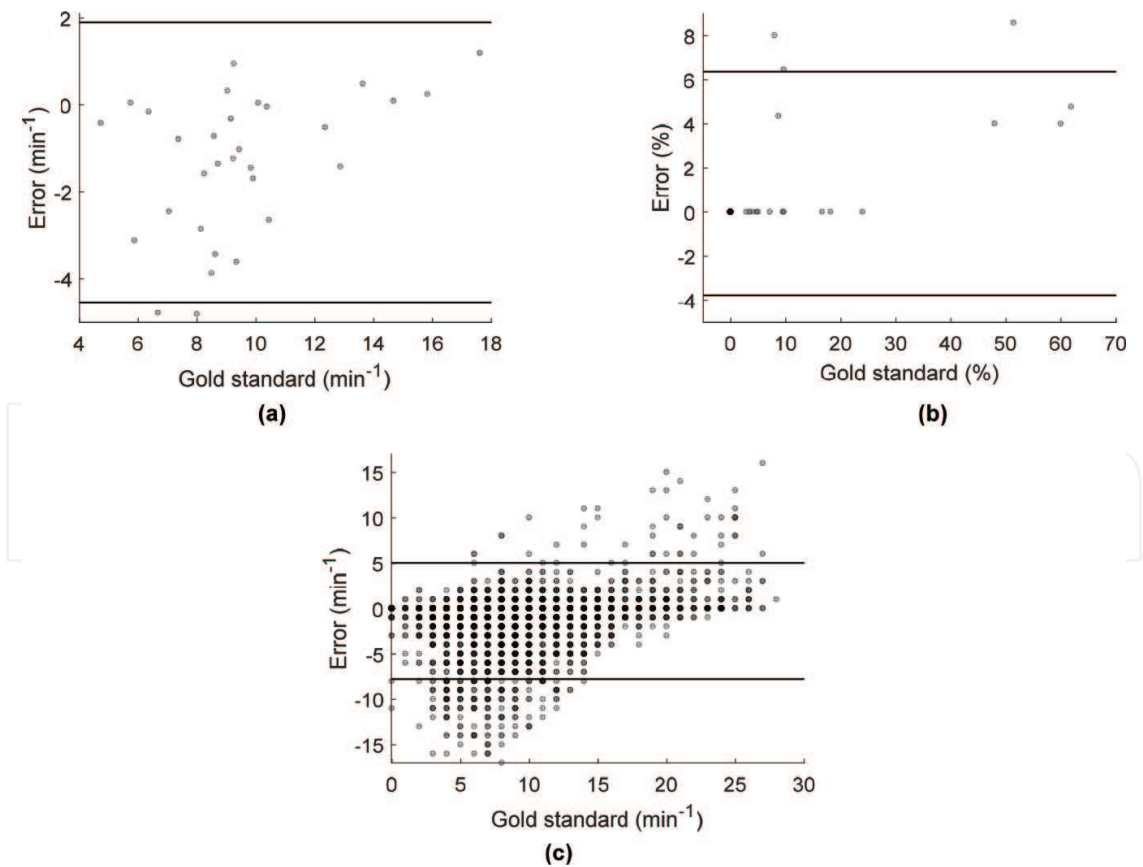 2
0
-2
-4
Error (min⁻¹)
4 6 8 10 12 14 16 18
Gold standard (min⁻¹)
(a)
8
6
4
2
0
-2
-4
Error (%)
0 10 20 30 40 50 60 70
Gold standard (%)
(b)
15
10
5
0
-5
-10
-15
Error (min⁻¹)
0 5 10 15 20 25 30
Gold standard (min⁻¹)
(c)